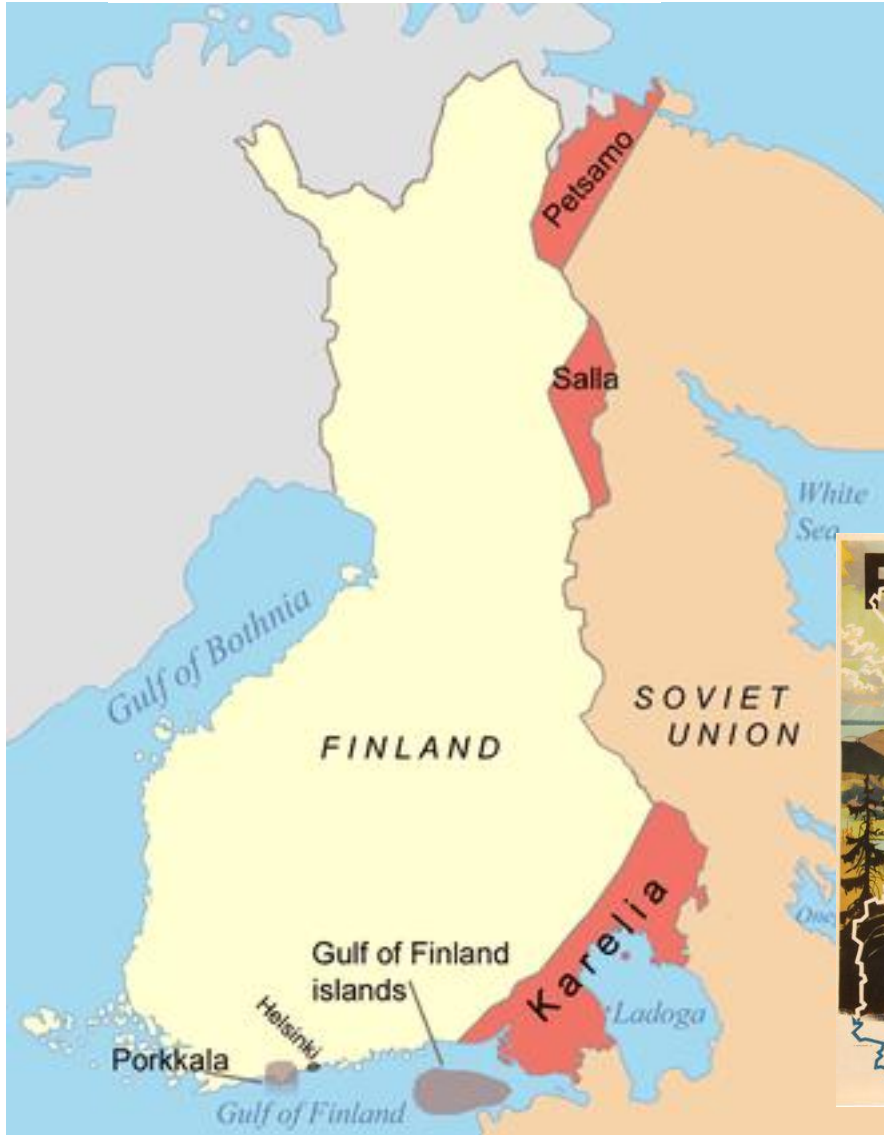 Petsamo
Salla
White
Sea
Gulf of Bothnia
SOVIET
UNION
FINLAND
Karelia
Gulf of Finland
islands
Ladoga
Helsinki
Porkkala
Gulf of Finland